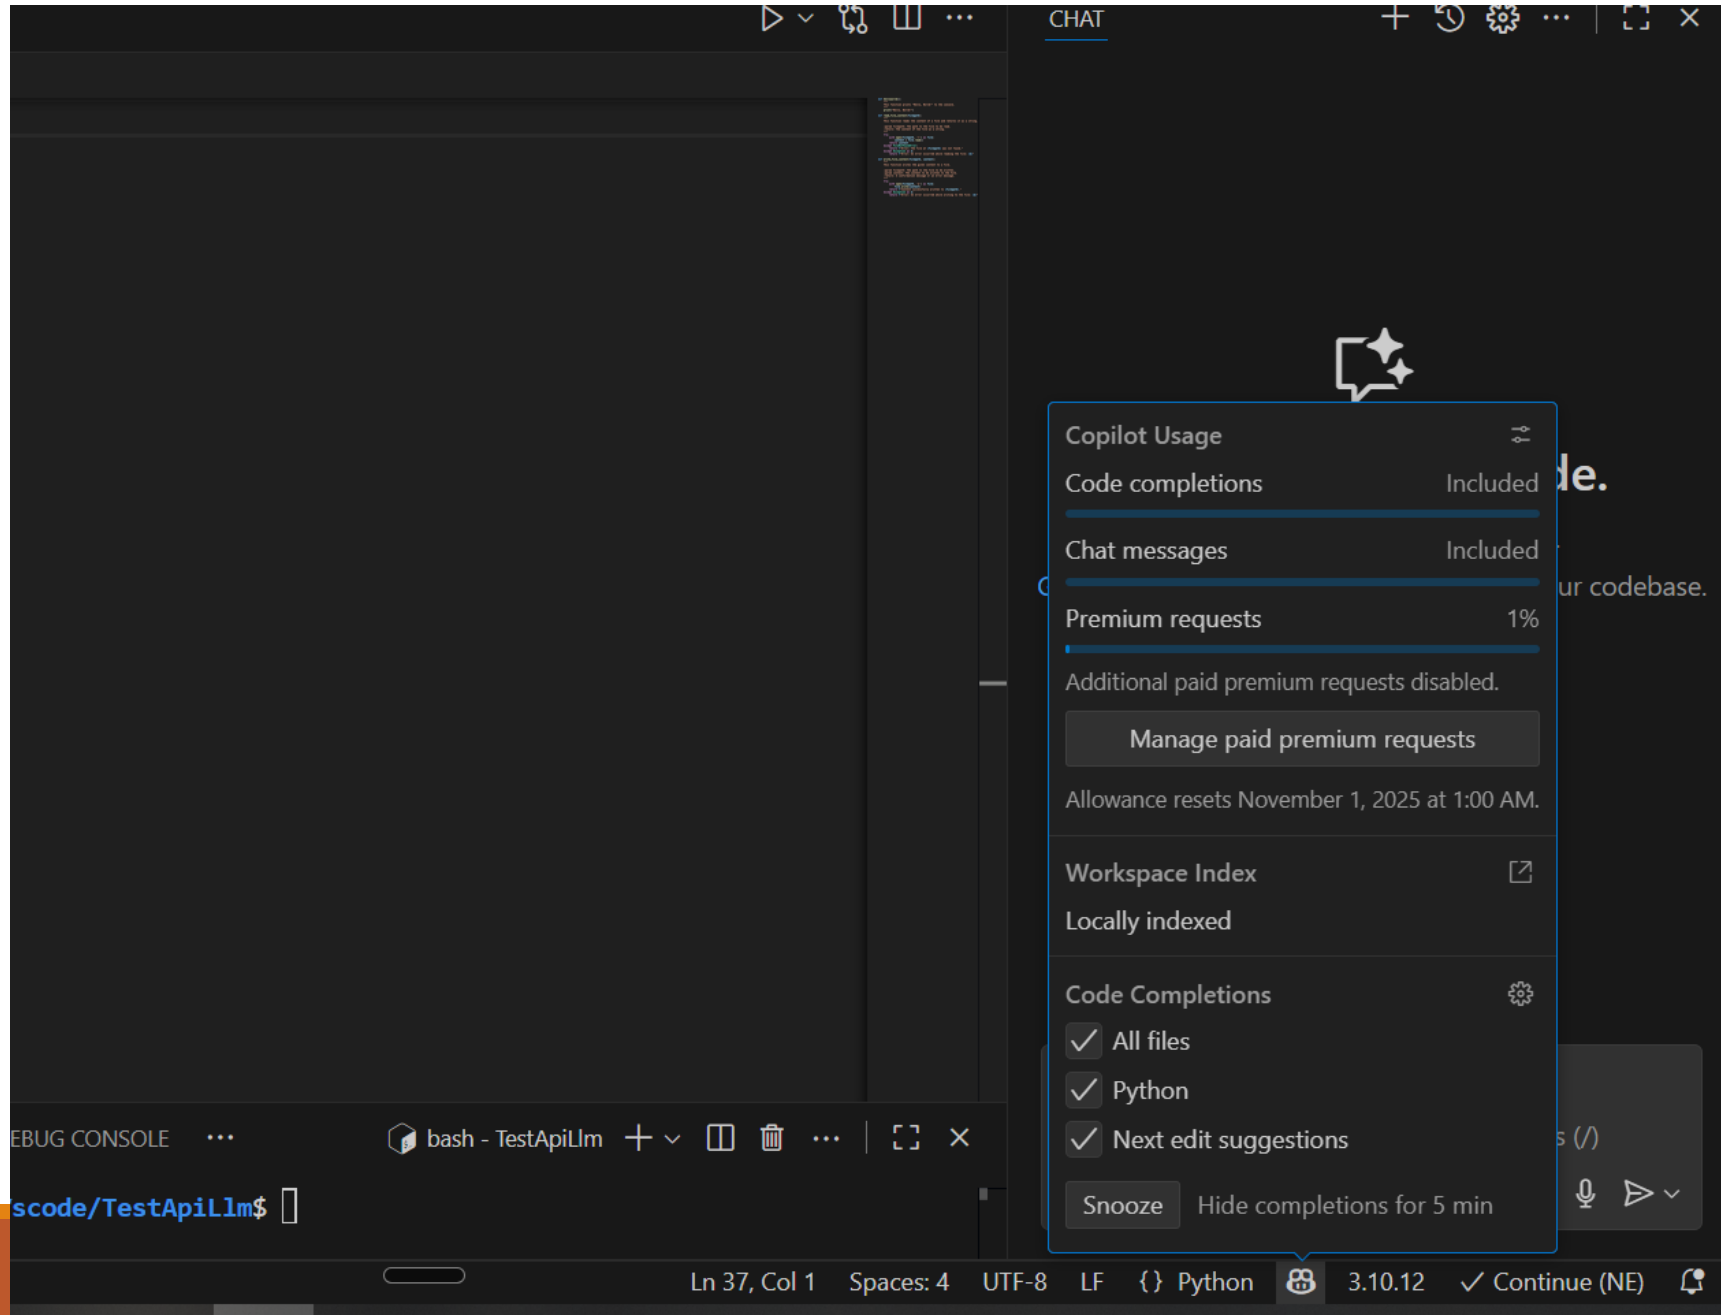 CHAT
de.
ur codebase.
Copilot Usage
Code completions Included
Chat messages Included
Premium requests 1%
Additional paid premium requests disabled.
Manage paid premium requests
Allowance resets November 1, 2025 at 1:00 AM.
Workspace Index
Locally indexed
Code Completions
All files
Python
Next edit suggestions
Snooze Hide completions for 5 min
s (/)
EBUG CONSOLE
bash - TestApiLlm
scode/TestApiLlm$
Ln 37, Col 1 Spaces: 4 UTF-8 LF {} Python 3.10.12 Continue (NE)